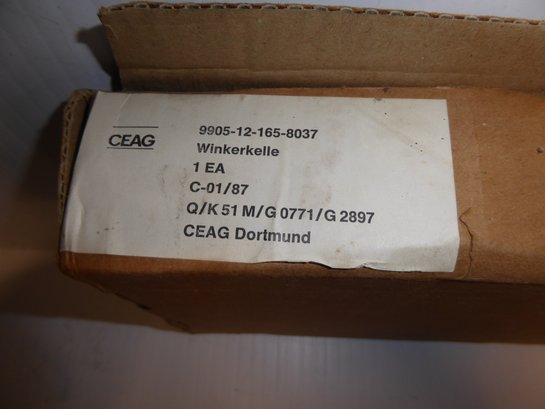 CEAG
9905-12-165-8037
Winkerkelle
1 EA
C-01/87
Q/K 51 M/G 0771/G 2897
CEAG Dortmund